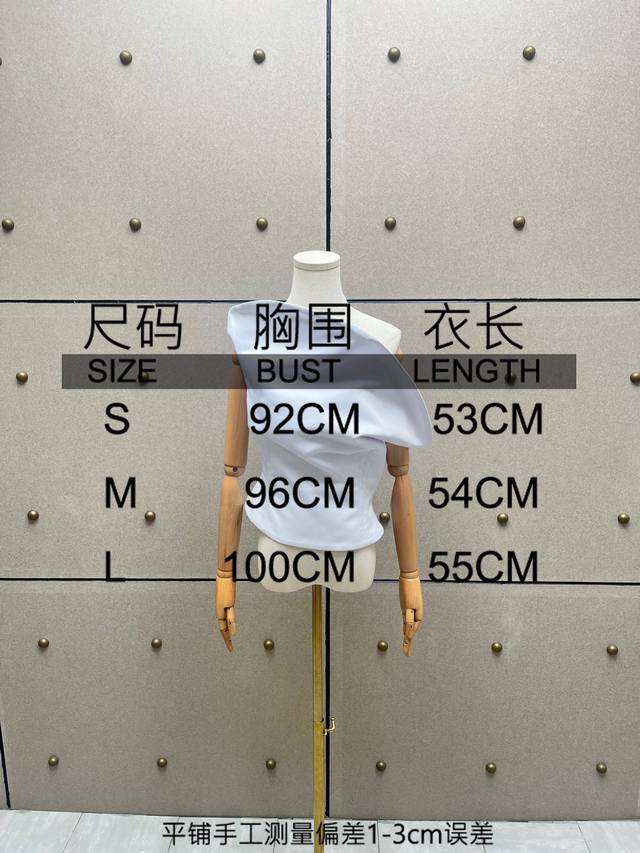 尺码 胸围 衣长
SIZE BUST LENGTH
S 92CM 53CM
M 96CM 54CM
L 100CM 55CM
平铺手工测量偏差1-3cm误差